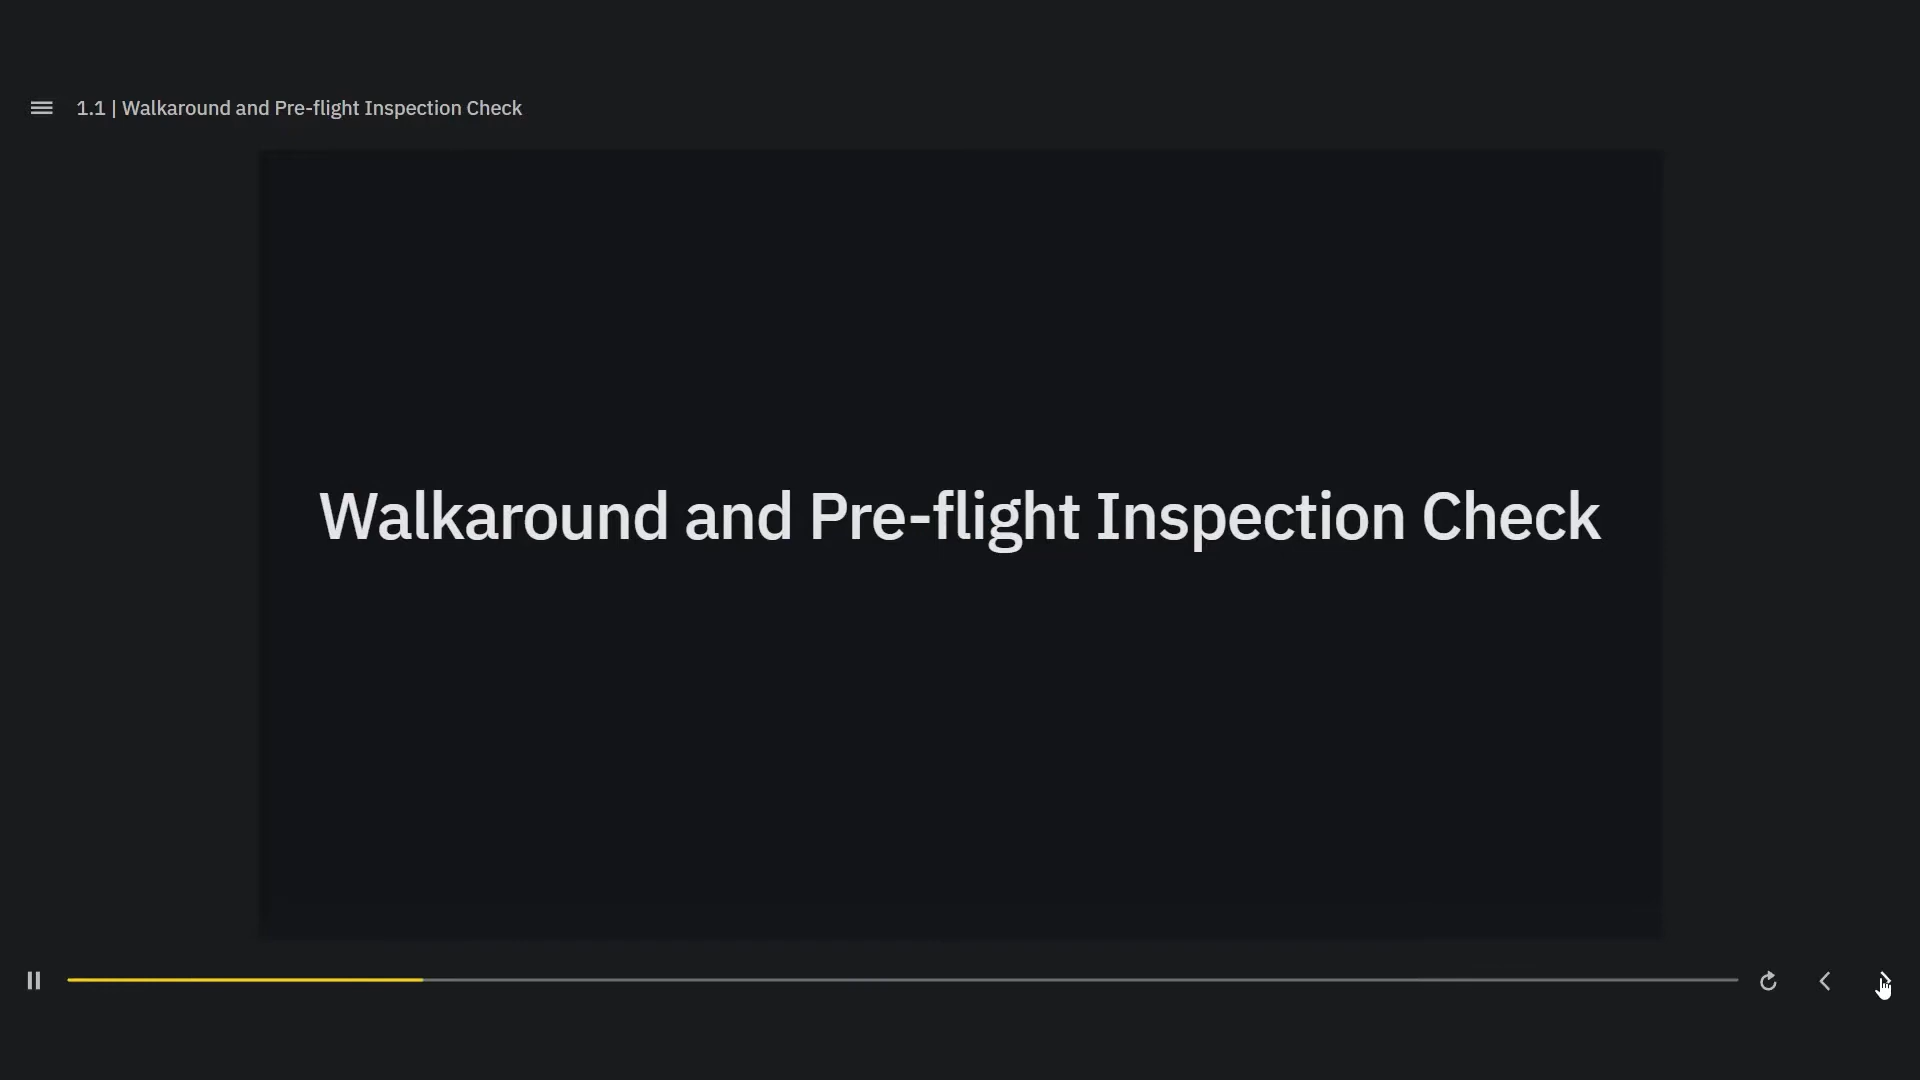 1.1 | Walkaround and Pre-flight Inspection Check
Walkaround and Pre-flight Inspection Check